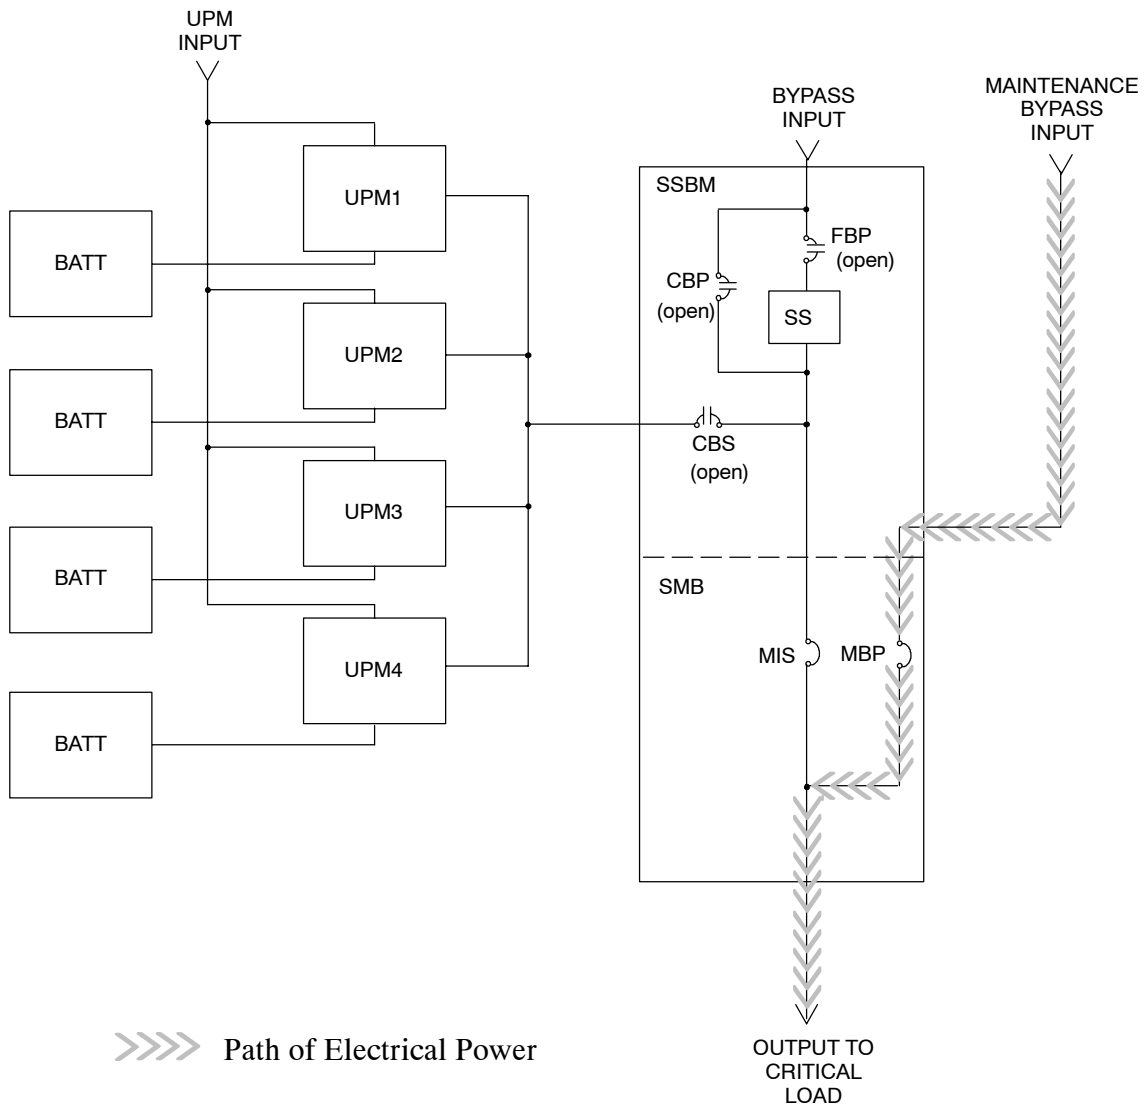 UPM
INPUT
BYPASS
INPUT
MAINTENANCE
BYPASS
INPUT
SSBM
UPM1
BATT
FBP
(open)
CBP
(open)
SS
UPM2
BATT
CBS
(open)
UPM3
BATT
SMB
UPM4
MIS
MBP
BATT
Path of Electrical Power
OUTPUT TO
CRITICAL
LOAD